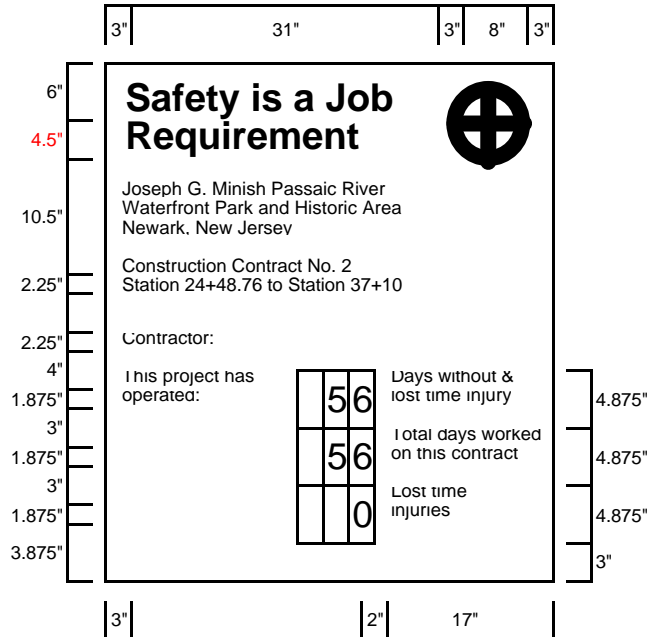 3" 31" 3" 8" 3"
6"
Safety is a Job
Requirement
4.5"
Joseph G. Minish Passaic River
Waterfront Park and Historic Area
Newark, New Jersey
10.5"
Construction Contract No. 2
Station 24+48.76 to Station 37+10
2.25"
Contractor:
2.25"
4"
This project has
operated:
56
Days without &
lost time injury
1.875"
4.875"
3"
56
Total days worked
on this contract
1.875"
4.875"
3"
0
Lost time
injuries
1.875"
4.875"
3.875"
3"
3" 2" 17"